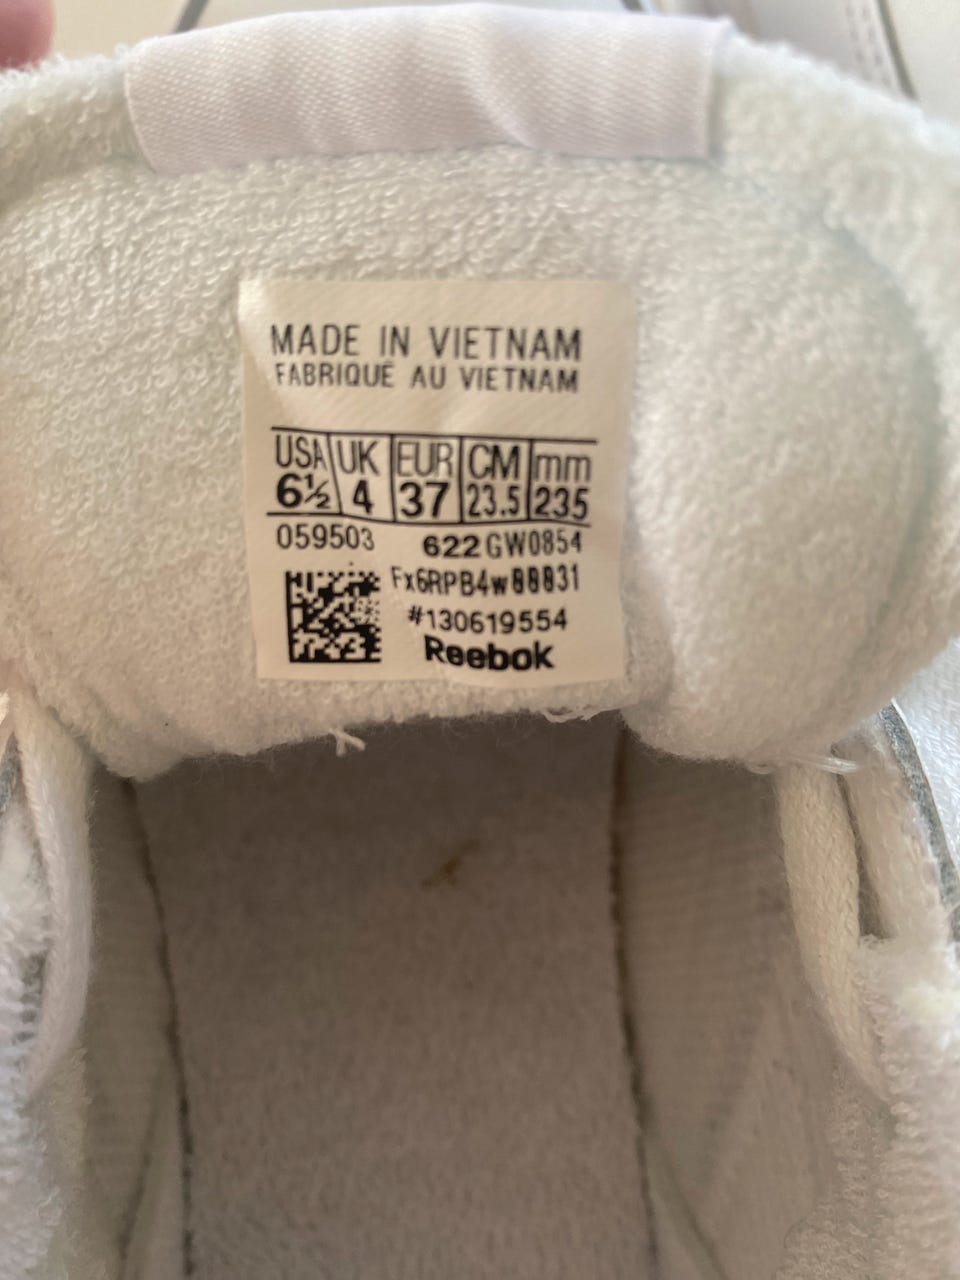 MADE IN VIETNAM
FABRIQUÉ AU VIETNAM
USA UK EUR CM mm
6½ 4 37 23.5 235
059503 622 GW0854
Fx6RPB4w00031
#130619554
Reebok